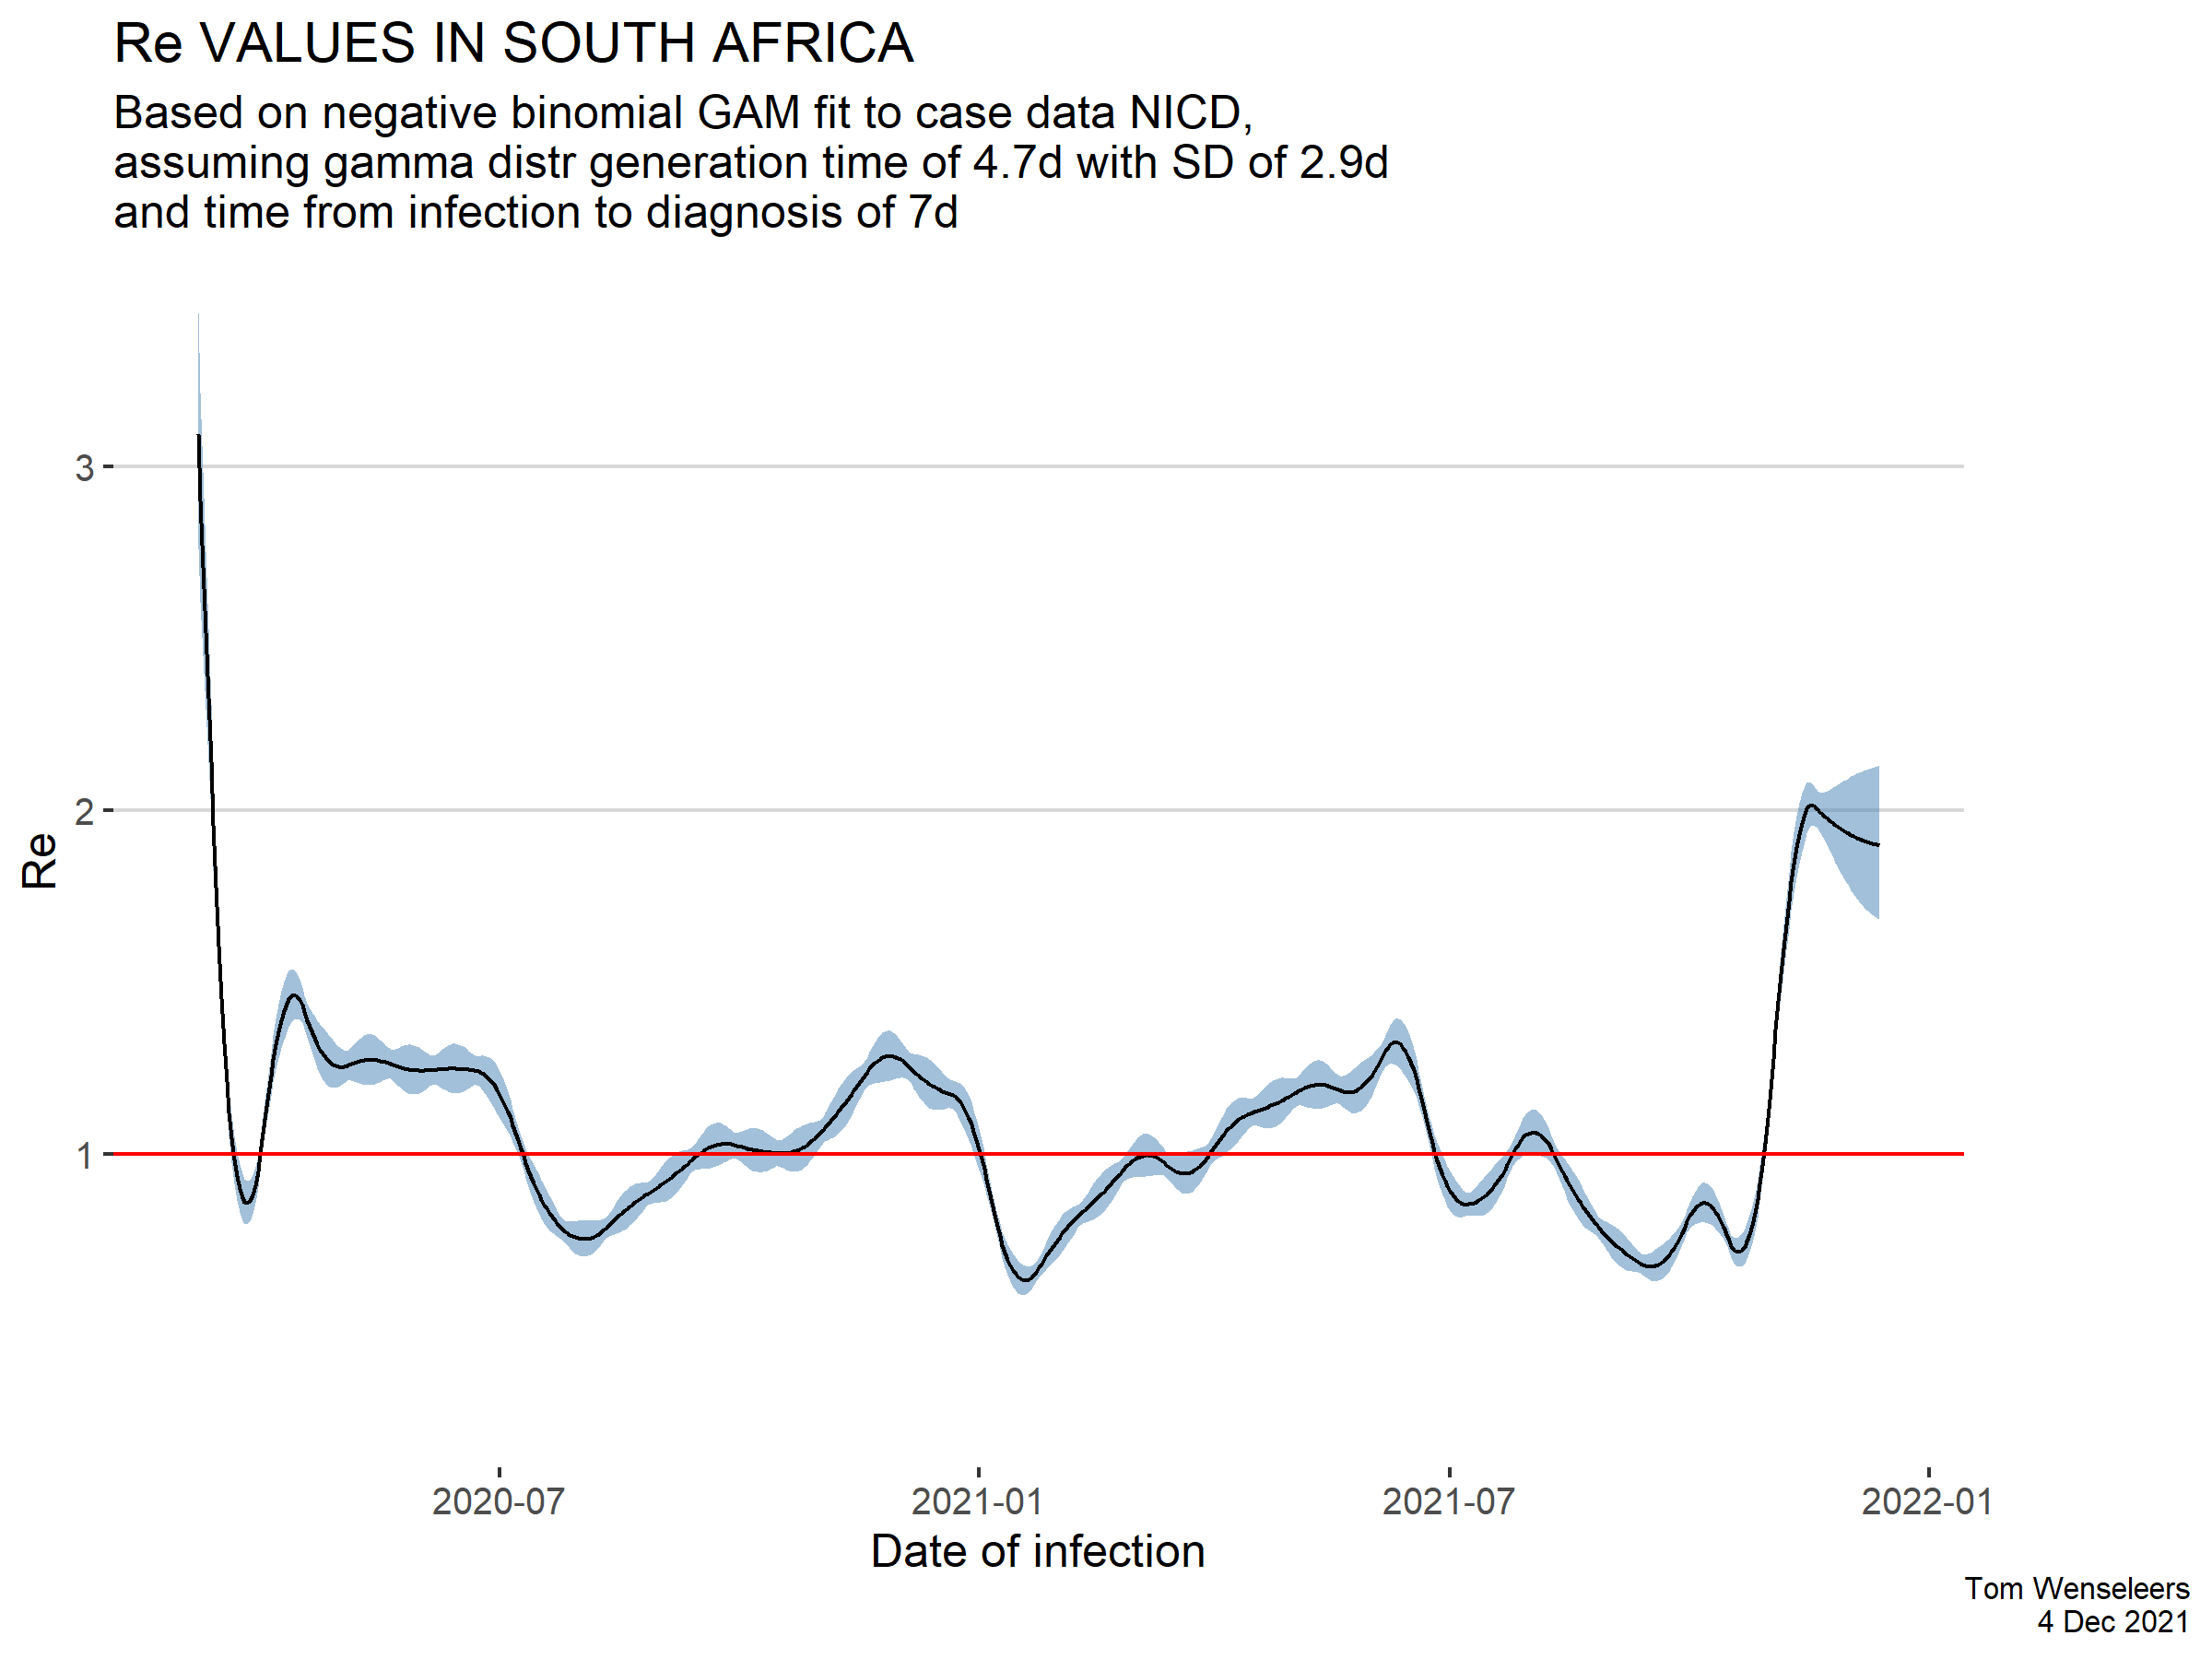 Re VALUES IN SOUTH AFRICA
Based on negative binomial GAM fit to case data NICD,
assuming gamma distr generation time of 4.7d with SD of 2.9d
and time from infection to diagnosis of 7d
3
2
1
Re
2020-07
2021-01
2021-07
2022-01
Date of infection
Tom Wenseleers
4 Dec 2021